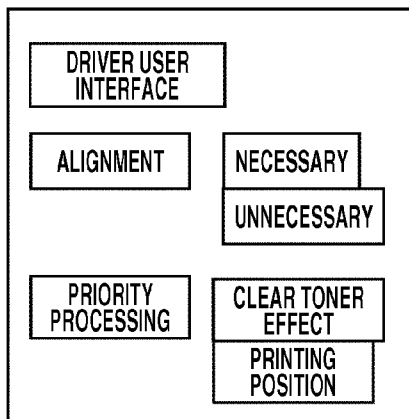 DRIVER USER
INTERFACE
ALIGNMENT
NECESSARY
UNNECESSARY
PRIORITY
PROCESSING
CLEAR TONER
EFFECT
PRINTING
POSITION